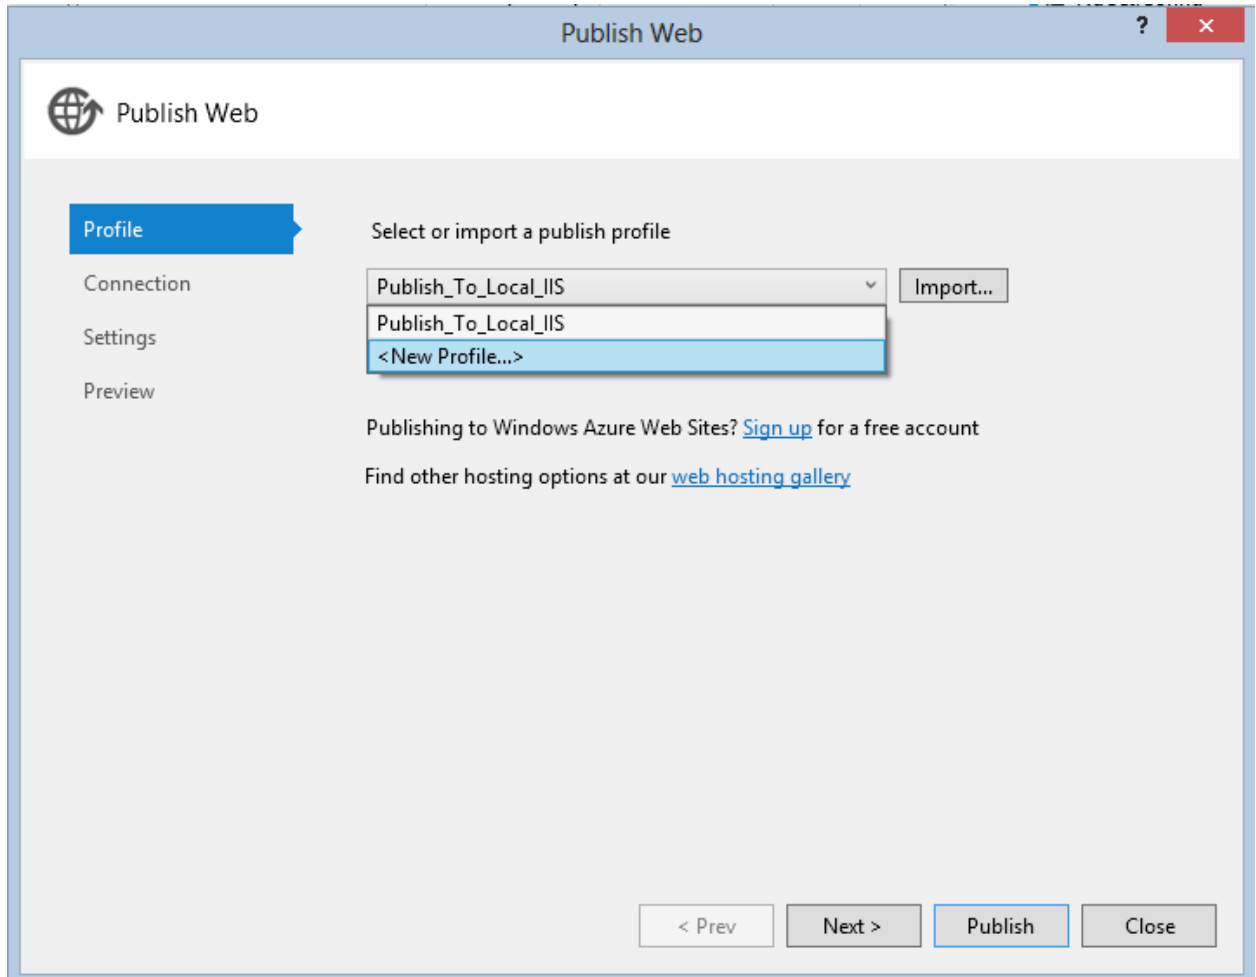 Publish Web
?
Publish Web
Profile
Select or import a publish profile
Connection
Publish_To_Local_IIS
Import...
Settings
Publish_To_Local_IIS
<New Profile...>
Preview
Publishing to Windows Azure Web Sites? Sign up for a free account
Find other hosting options at our web hosting gallery
< Prev
Next >
Publish
Close